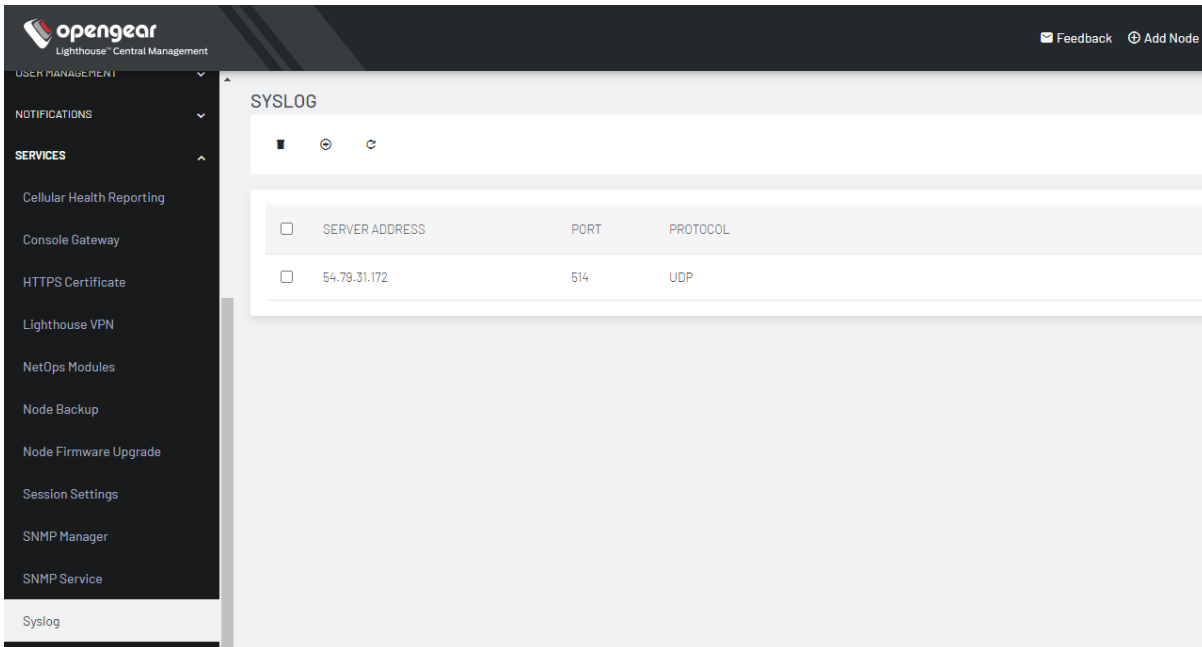 opengear
Lighthouse™ Central Management
Feedback
Add Node
USER MANAGEMENT
NOTIFICATIONS
SERVICES
Cellular Health Reporting
Console Gateway
HTTPS Certificate
Lighthouse VPN
NetOps Modules
Node Backup
Node Firmware Upgrade
Session Settings
SNMP Manager
SNMP Service
Syslog
SYSLOG
SERVER ADDRESS PORT PROTOCOL
54.79.31.172 514 UDP